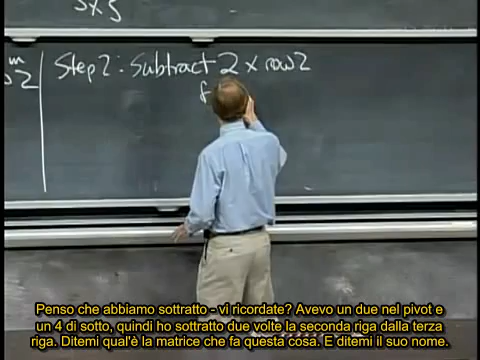 3x3
m
2
Step 2: Subtract 2 x row 2
f
Penso che abbiamo sottratto - vi ricordate? Avevo un due nel pivot e
un 4 di sotto, quindi ho sottratto due volte la seconda riga dalla terza
riga. Ditemi qual'è la matrice che fa questa cosa. E ditemi il suo nome.